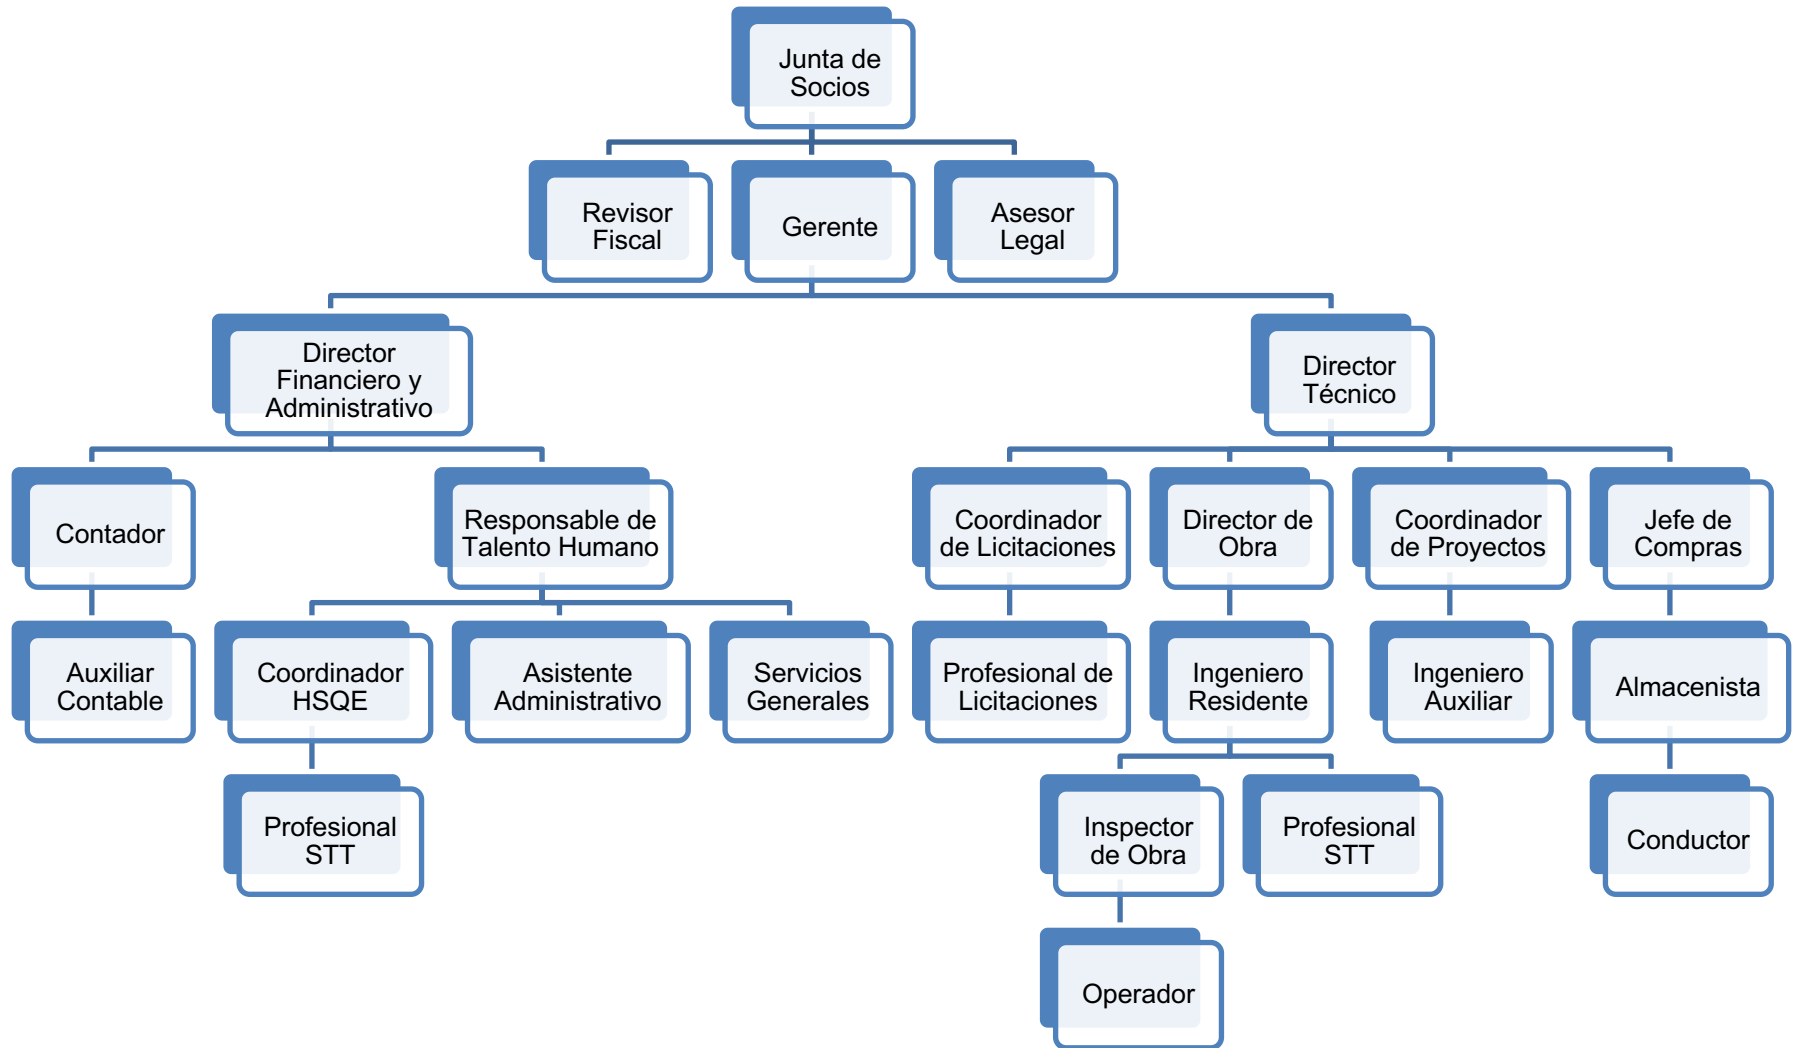 Junta de
Socios
Revisor
Fiscal
Gerente
Asesor
Legal
Director
Financiero y
Administrativo
Director
Técnico
Contador
Responsable de
Talento Humano
Coordinador
de Licitaciones
Director de
Obra
Coordinador
de Proyectos
Jefe de
Compras
Auxiliar
Contable
Coordinador
HSQE
Asistente
Administrativo
Servicios
Generales
Profesional de
Licitaciones
Ingeniero
Residente
Ingeniero
Auxiliar
Almacenista
Profesional
STT
Inspector
de Obra
Profesional
STT
Conductor
Operador